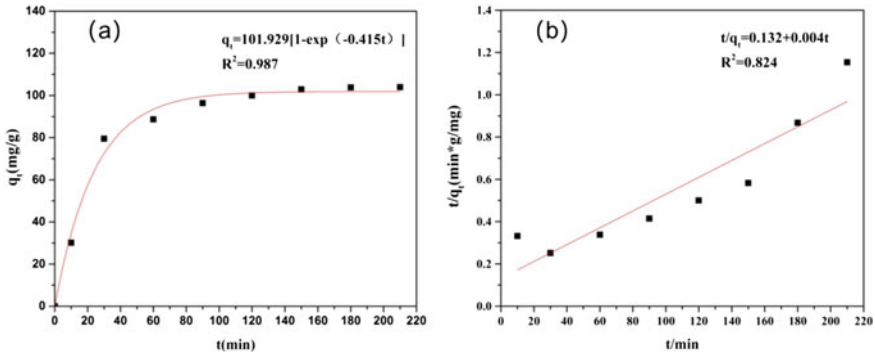 (a)
qₜ=101.929[1-exp（-0.415t）]
R²=0.987
140
120
100
80
60
40
20
0
qₜ(mg/g)
0 20 40 60 80 100 120 140 160 180 200 220
t(min)
(b)
t/qₜ=0.132+0.004t
R²=0.824
1.4
1.2
1.0
0.8
0.6
0.4
0.2
0.0
t/qₜ(min*g/mg)
0 20 40 60 80 100 120 140 160 180 200 220
t/min